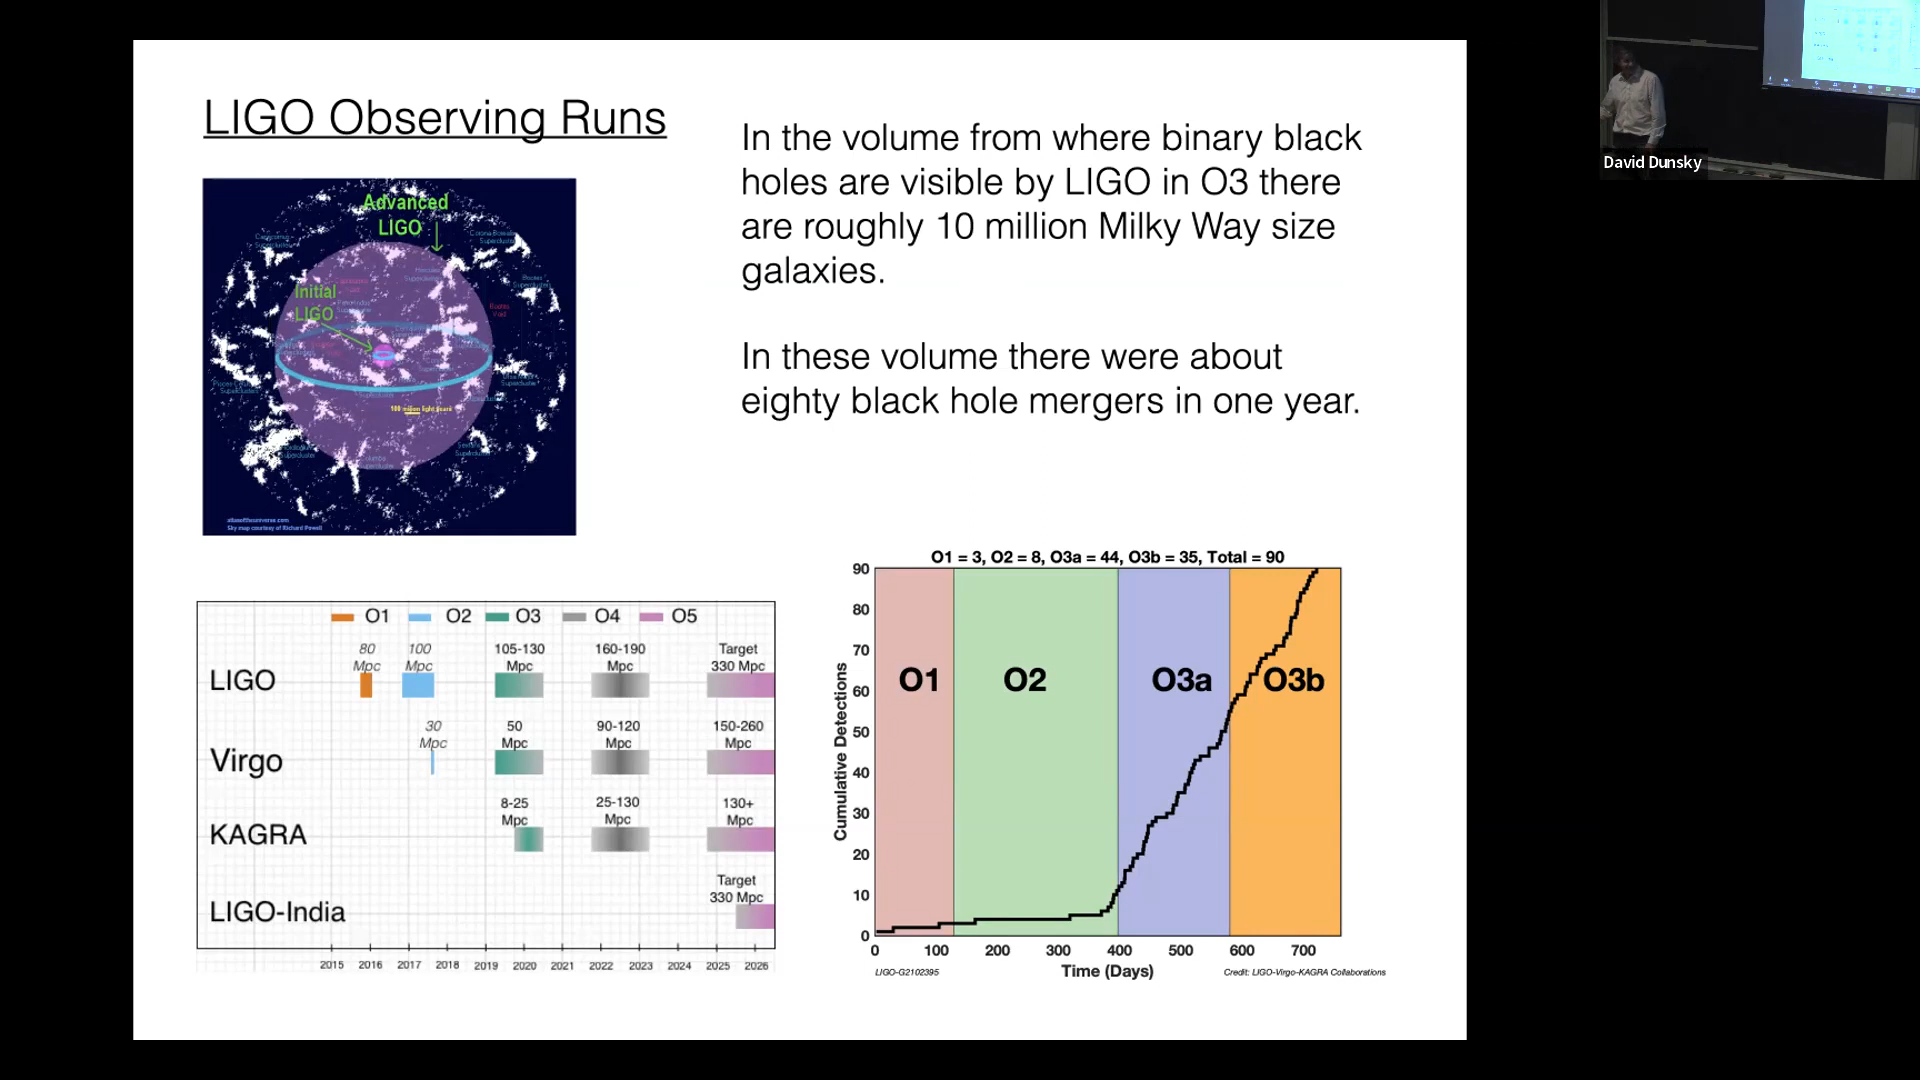 LIGO Observing Runs
In the volume from where binary black
holes are visible by LIGO in O3 there
are roughly 10 million Milky Way size
galaxies.
In these volume there were about
eighty black hole mergers in one year.
David Dunsky
Advanced
LIGO
Initial
LIGO
100 million light years
atlasoftheuniverse.com
Sky map courtesy of Richard Powell
O1 O2 O3 O4 O5
80 100 105-130 160-190 Target
Mpc Mpc Mpc Mpc 330 Mpc
LIGO
30 50 90-120 150-260
Mpc Mpc Mpc Mpc
Virgo
8-25 25-130 130+
Mpc Mpc Mpc
KAGRA
Target
330 Mpc
LIGO-India
2015 2016 2017 2018 2019 2020 2021 2022 2023 2024 2025 2026
O1 = 3, O2 = 8, O3a = 44, O3b = 35, Total = 90
Cumulative Detections
90
80
70
60
50
40
30
20
10
0
O1 O2 O3a O3b
0 100 200 300 400 500 600 700
Time (Days)
LIGO-G2102395
Credit: LIGO-Virgo-KAGRA Collaborations